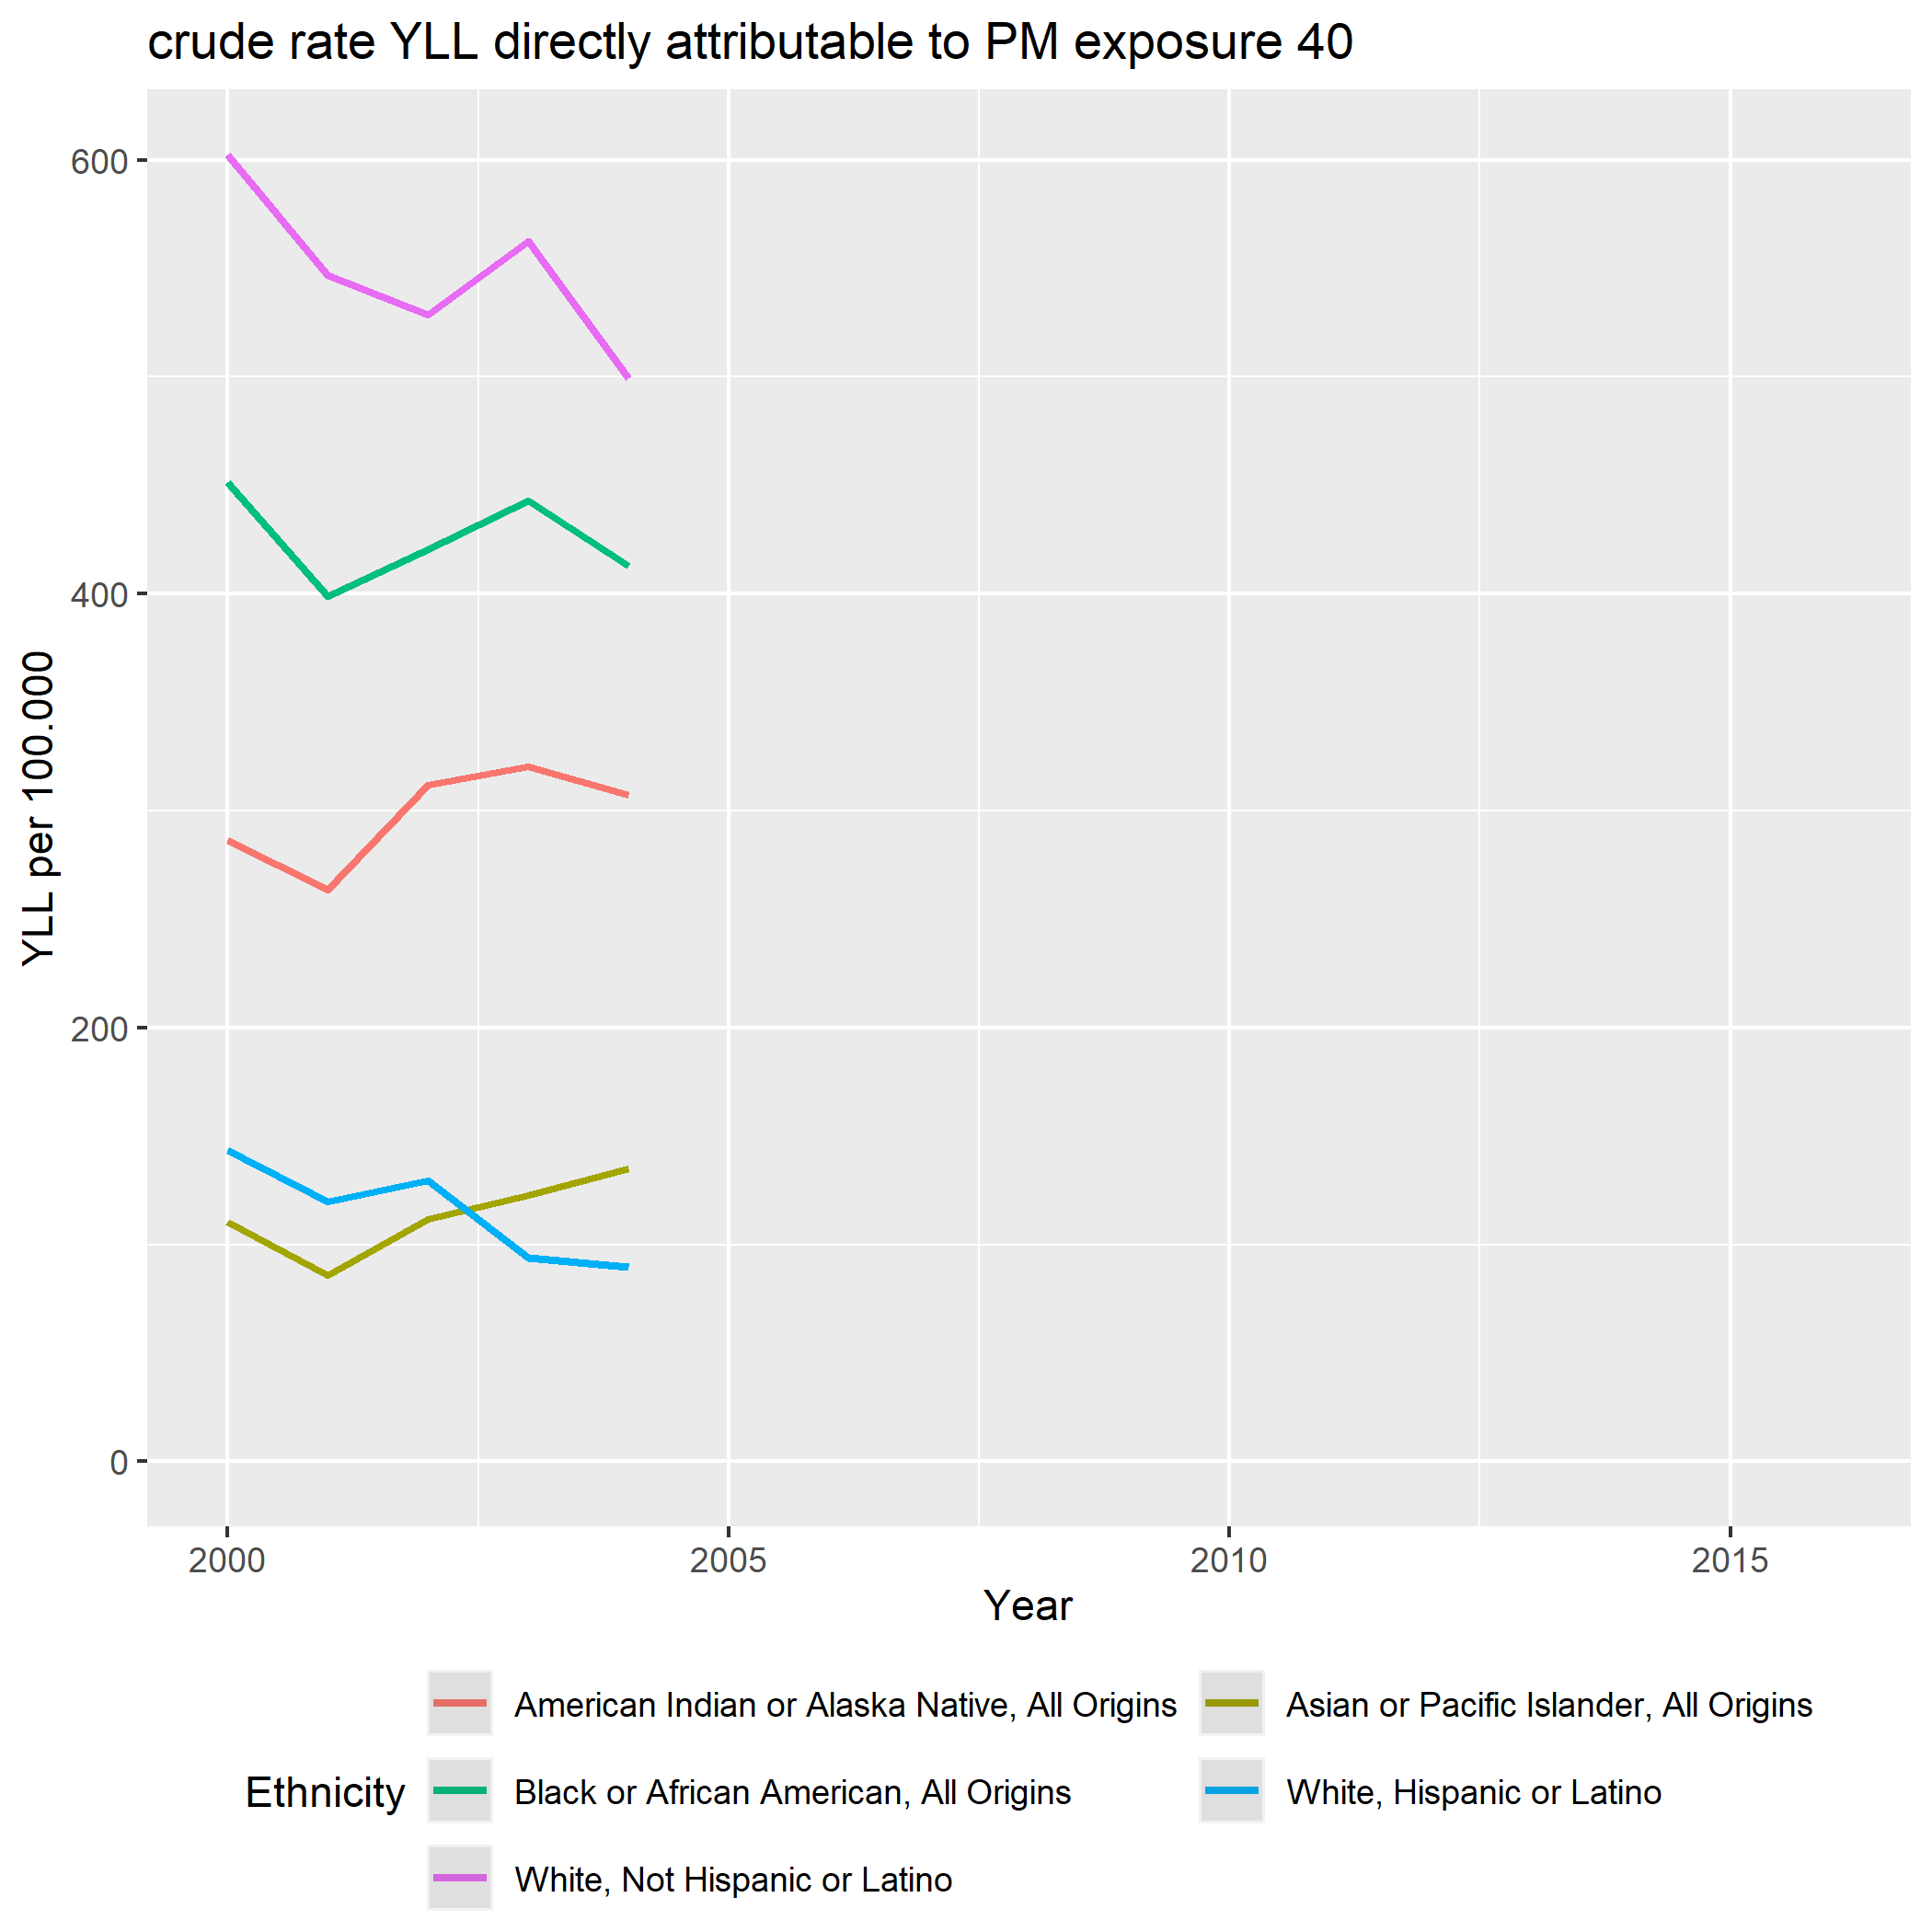 crude rate YLL directly attributable to PM exposure 40
600
400
200
0
YLL per 100.000
2000 2005 2010 2015
Year
Ethnicity
American Indian or Alaska Native, All Origins
Asian or Pacific Islander, All Origins
Black or African American, All Origins
White, Hispanic or Latino
White, Not Hispanic or Latino